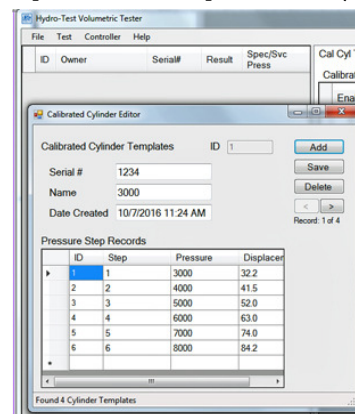 Hydro-Test Volumetric Tester
File Test Controller Help
ID Owner Serial# Result Spec/Svc Press Cal Cyl
Calibrated Cylinder Editor
Calibrated Cylinder Templates ID 1 Add
Serial # 1234 Save
Name 3000 Delete
Date Created 10/7/2016 11:24 AM < >
Record: 1 of 4
Pressure Step Records
ID Step Pressure
1 1 3000 32.2
2 2 4000 41.5
3 3 5000 52.0
4 4 6000 63.0
5 5 7000 74.0
6 6 8000 84.2
Found 4 Cylinder Templates